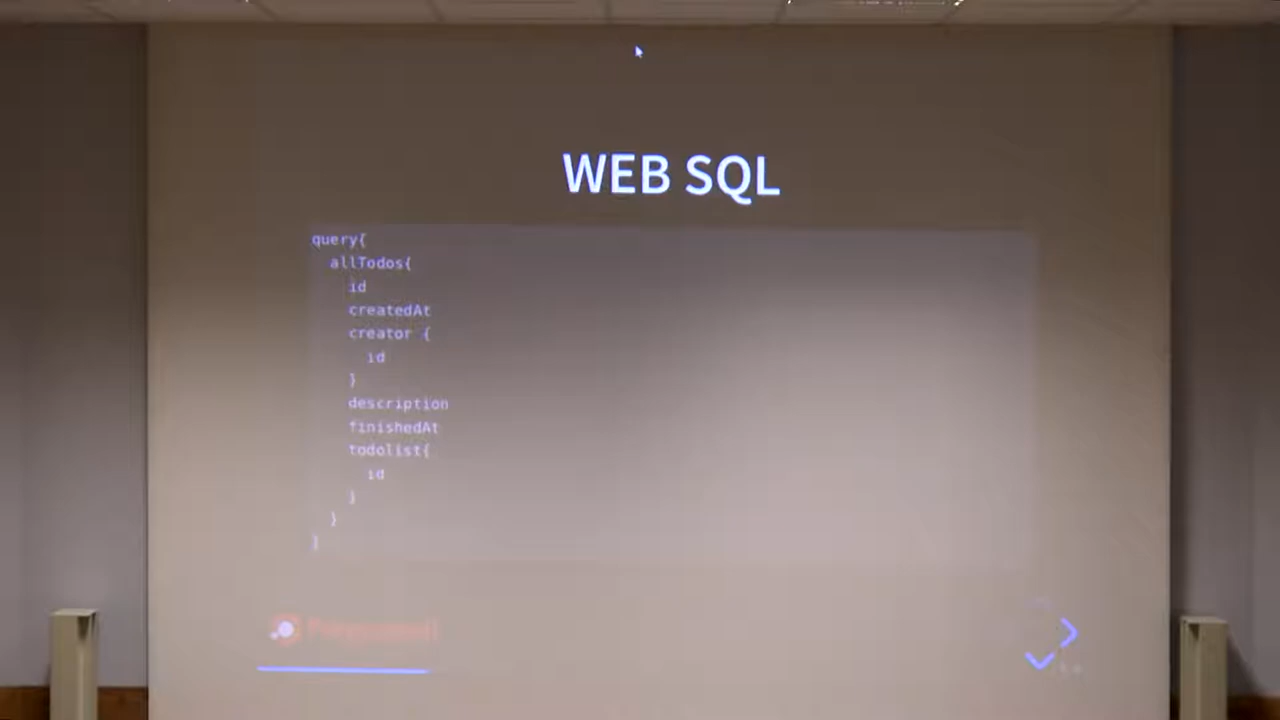 WEB SQL
query{
allTodos{
id
createdAt
creator {
id
}
description
finishedAt
todolist{
id
}
}
}